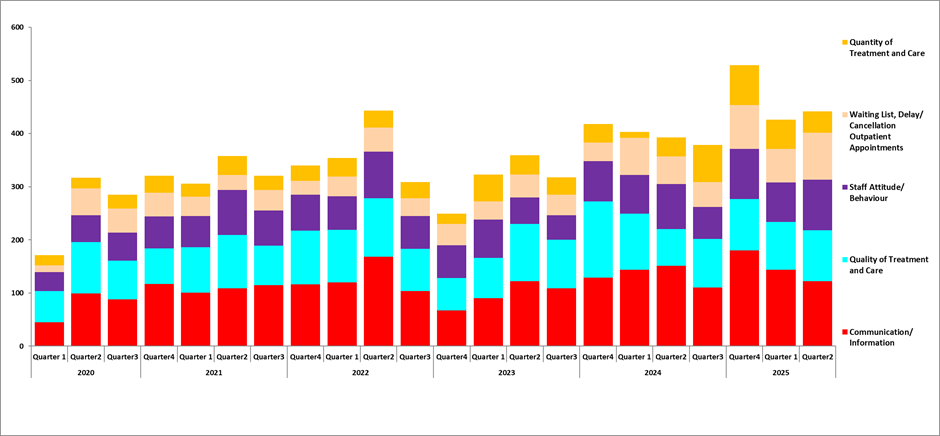 600
500
400
300
200
100
0
Quarter 1 Quarter2 Quarter3 Quarter4 Quarter 1 Quarter2 Quarter3 Quarter4 Quarter 1 Quarter2 Quarter3 Quarter4 Quarter 1 Quarter2 Quarter3 Quarter4 Quarter 1 Quarter2 Quarter3 Quarter4 Quarter 1 Quarter2
2020 2021 2022 2023 2024 2025
Quantity of
Treatment and Care
Waiting List, Delay/
Cancellation
Outpatient
Appointments
Staff Attitude/
Behaviour
Quality of Treatment
and Care
Communication/
Information